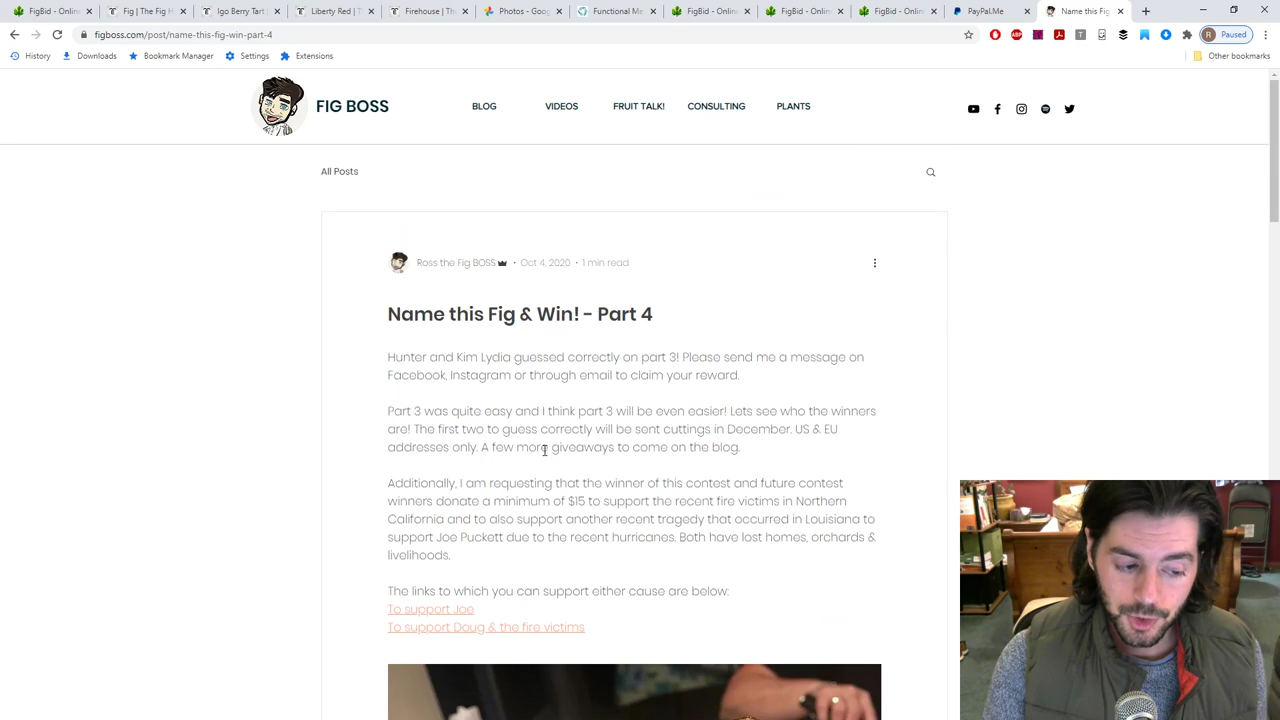 FigBid - Onlin
Tree | The Fig H
Igo Berry Tart
Liberty Red | T
Firehouse | The
Photos - Goog
Functional Me
FigBid - Onlin
FigBid - Onlin
FigBid - Onlin
PayPal.Me
Name this Fig
figboss.com/post/name-this-fig-win-part-4
Paused
History
Downloads
Bookmark Manager
Settings
Extensions
Other bookmarks
FIG BOSS
BLOG
VIDEOS
FRUIT TALK!
CONSULTING
PLANTS
All Posts
Ross the Fig BOSS • Oct 4, 2020 • 1 min read
Name this Fig & Win! - Part 4
Hunter and Kim Lydia guessed correctly on part 3! Please send me a message on
Facebook, Instagram or through email to claim your reward.
Part 3 was quite easy and I think part 3 will be even easier! Lets see who the winners
are! The first two to guess correctly will be sent cuttings in December. US & EU
addresses only. A few more giveaways to come on the blog.
Additionally, I am requesting that the winner of this contest and future contest
winners donate a minimum of $15 to support the recent fire victims in Northern
California and to also support another recent tragedy that occurred in Louisiana to
support Joe Puckett due to the recent hurricanes. Both have lost homes, orchards &
livelihoods.
The links to which you can support either cause are below:
To support Joe
To support Doug & the fire victims